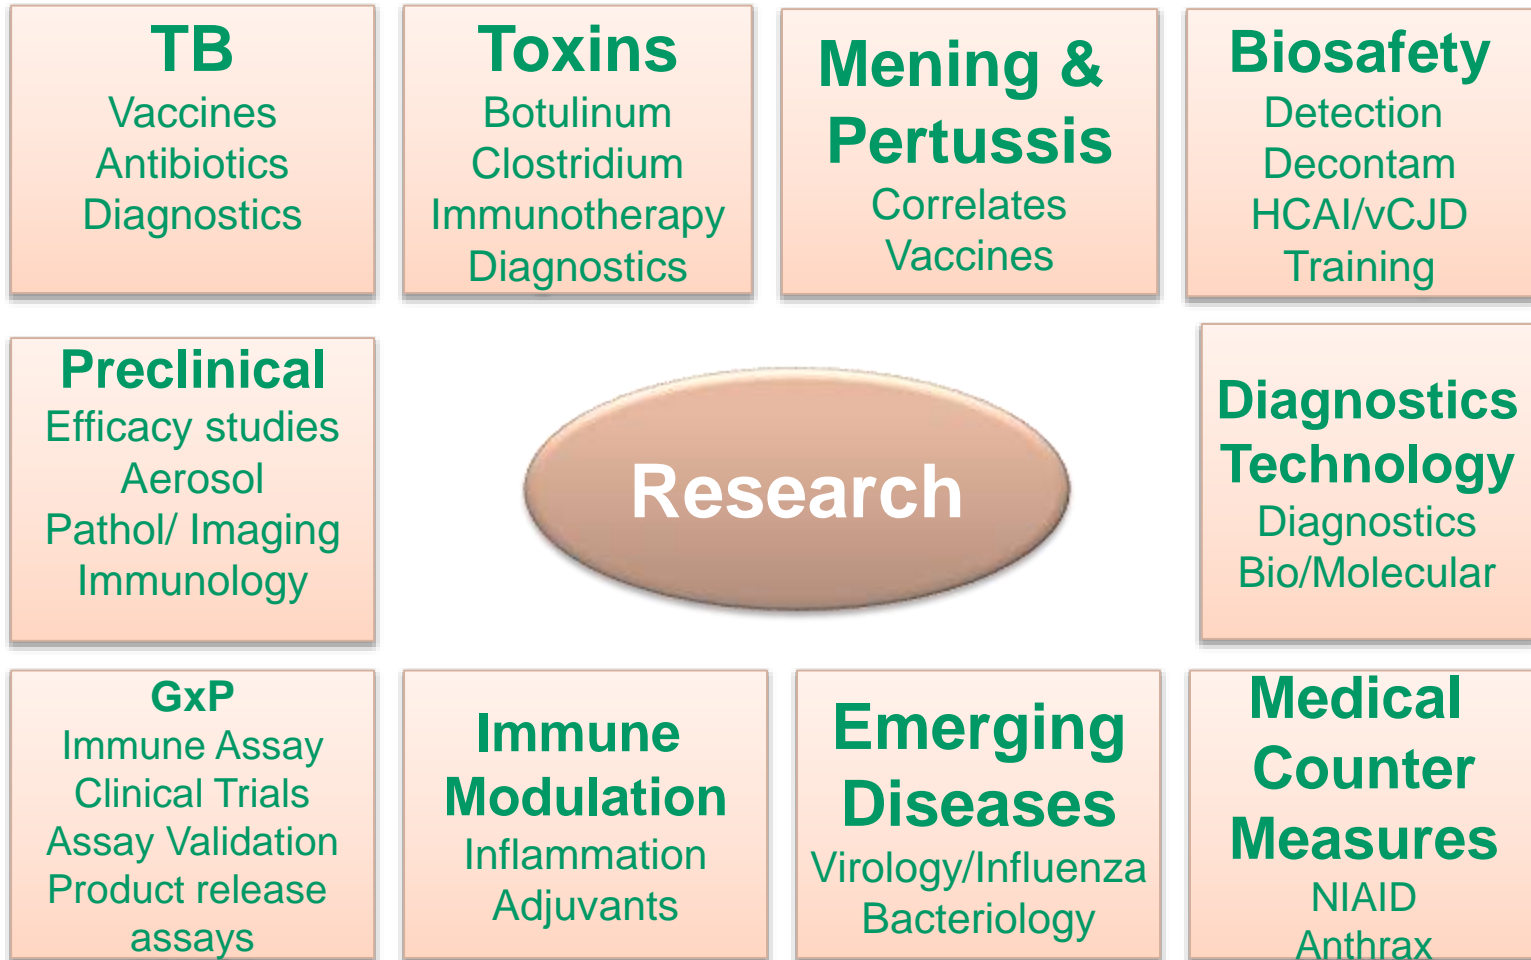 TB
Vaccines
Antibiotics
Diagnostics
Toxins
Botulinum
Clostridium
Immunotherapy
Diagnostics
Mening &
Pertussis
Correlates
Vaccines
Biosafety
Detection
Decontam
HCAI/vCJD
Training
Preclinical
Efficacy studies
Aerosol
Pathol/ Imaging
Immunology
Research
Diagnostics
Technology
Diagnostics
Bio/Molecular
GxP
Immune Assay
Clinical Trials
Assay Validation
Product release
assays
Immune
Modulation
Inflammation
Adjuvants
Emerging
Diseases
Virology/Influenza
Bacteriology
Medical
Counter
Measures
NIAID
Anthrax